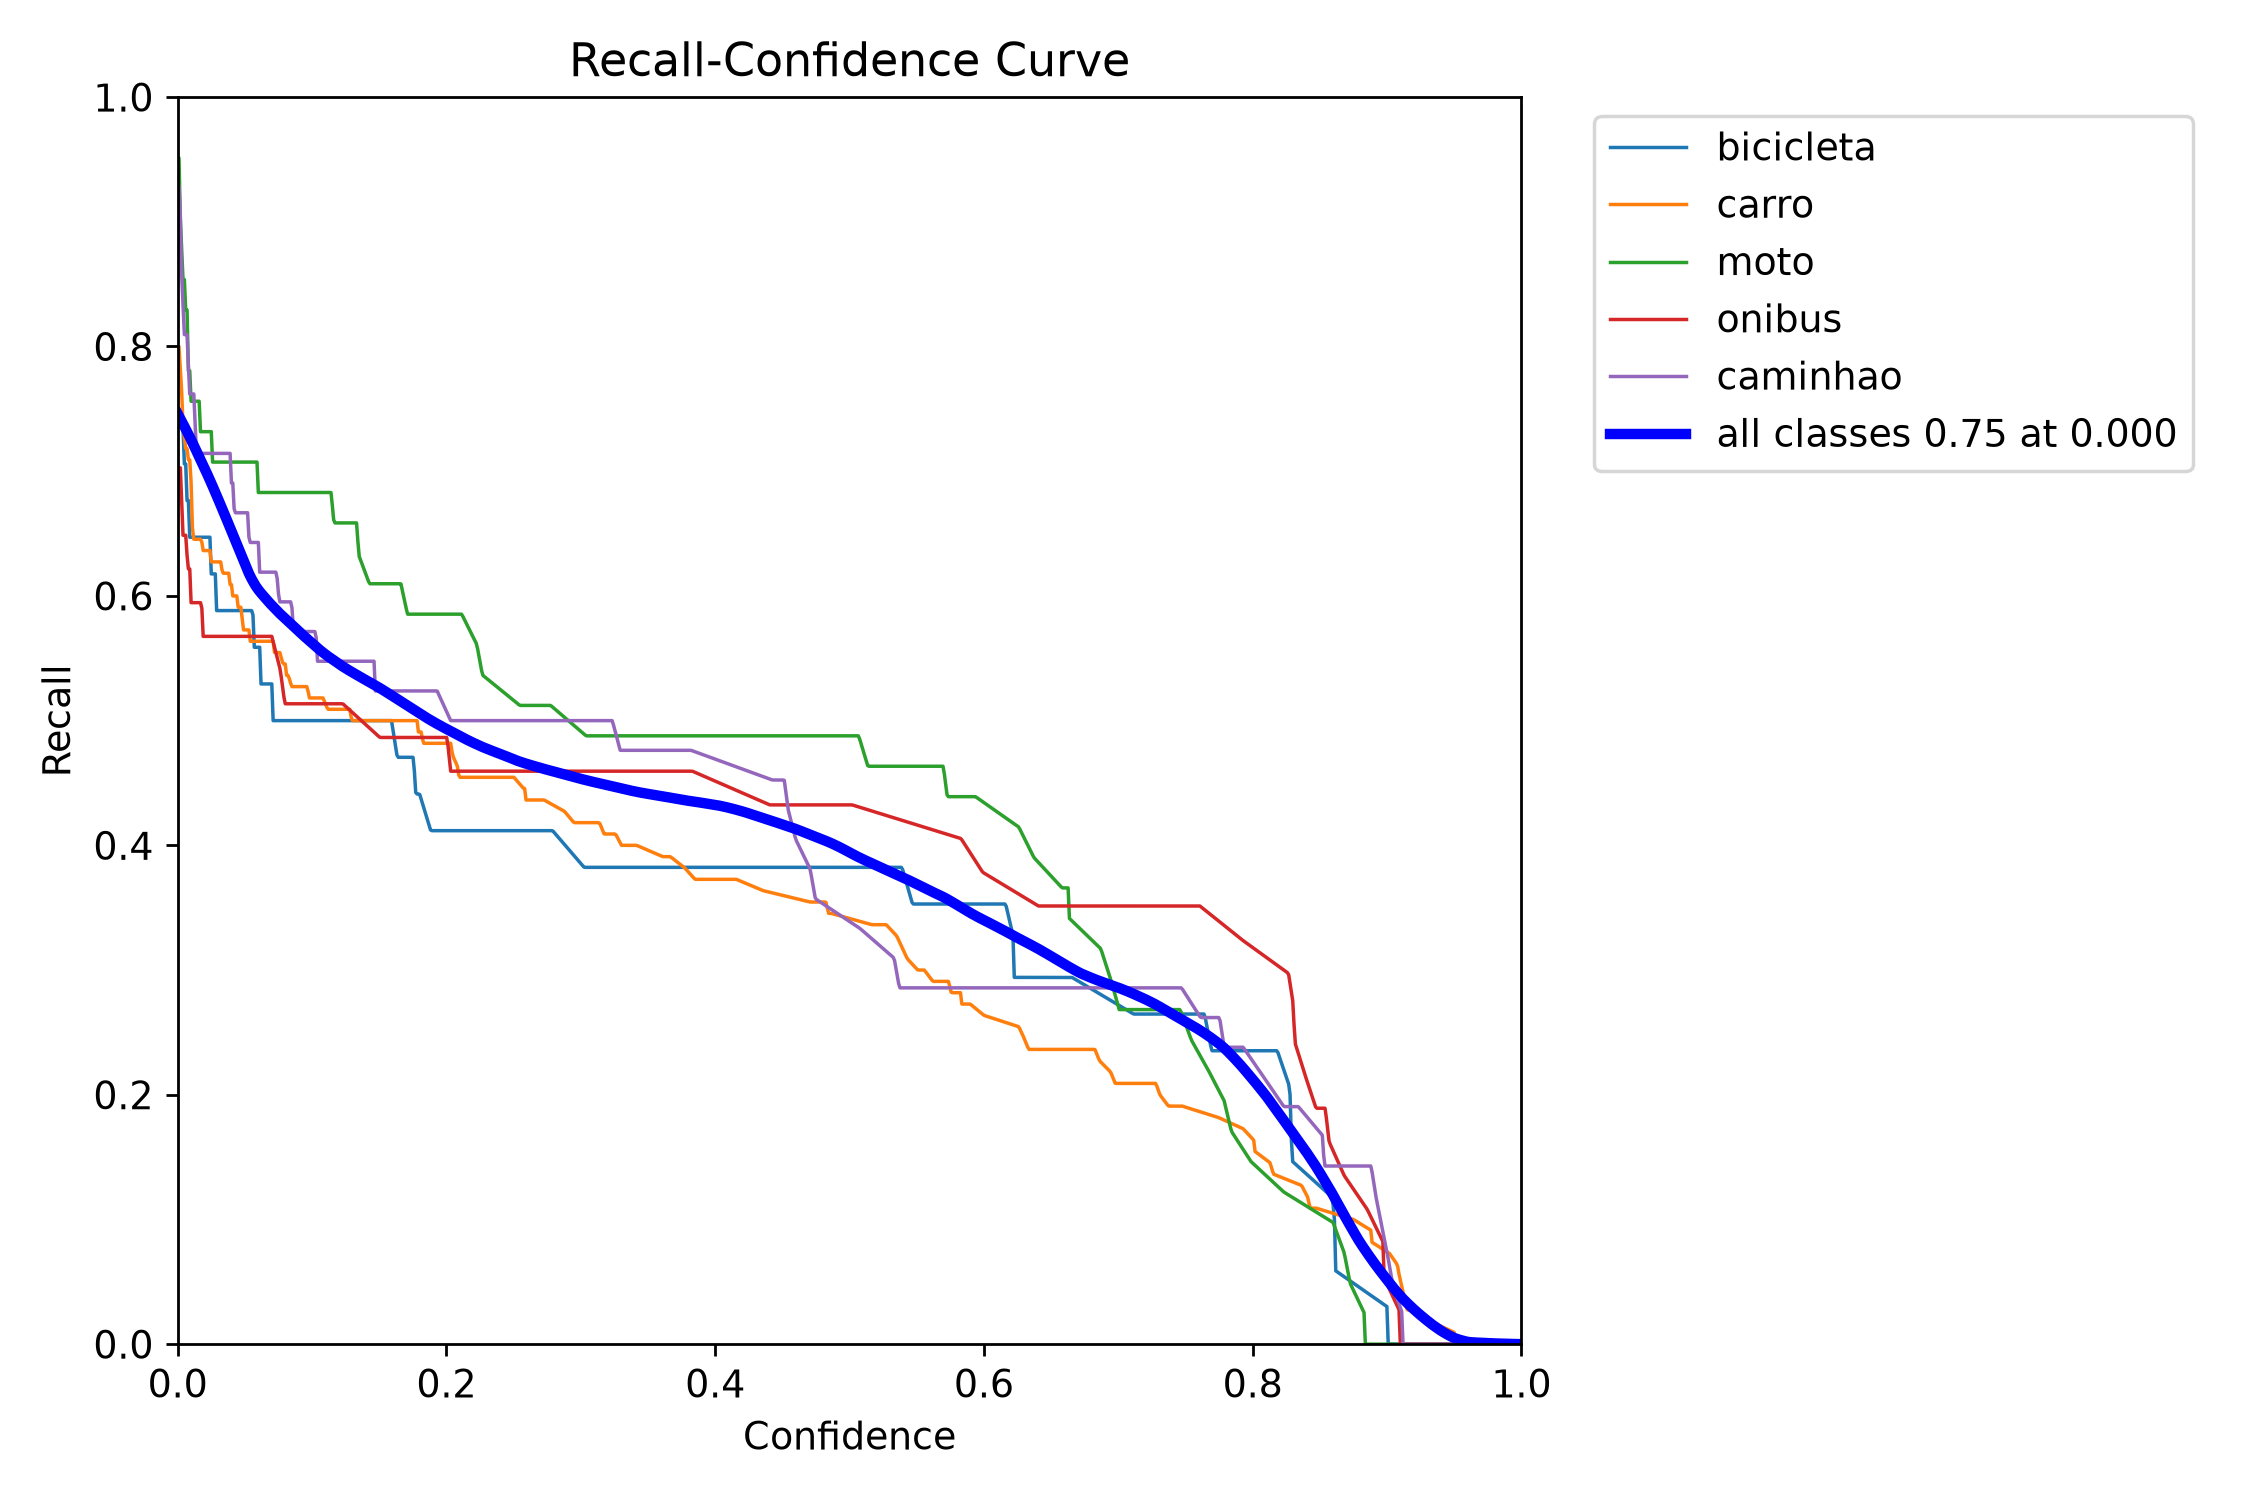 Recall-Confidence Curve
1.0
0.8
0.6
0.4
0.2
0.0
Recall
0.0 0.2 0.4 0.6 0.8 1.0
Confidence
bicicleta
carro
moto
onibus
caminhao
all classes 0.75 at 0.000